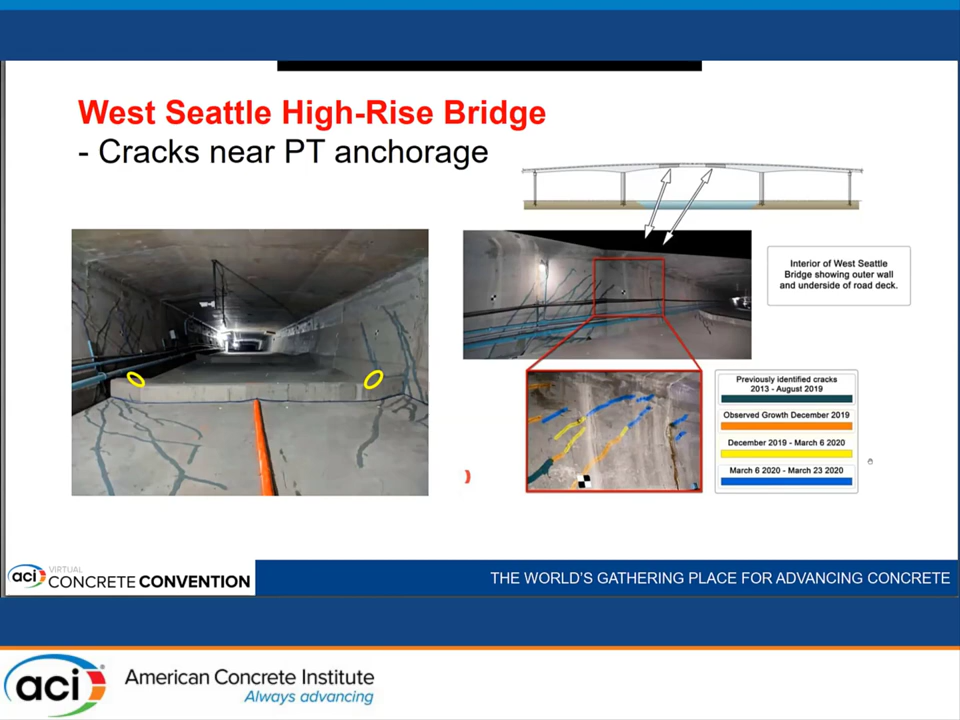 West Seattle High-Rise Bridge
- Cracks near PT anchorage
Interior of West Seattle
Bridge showing outer wall
and underside of road deck.
Previously identified cracks
2013 - August 2019
Observed Growth December 2019
December 2019 - March 6 2020
March 6 2020 - March 23 2020
aci VIRTUAL
CONCRETE CONVENTION
THE WORLD'S GATHERING PLACE FOR ADVANCING CONCRETE
aci American Concrete Institute
Always advancing